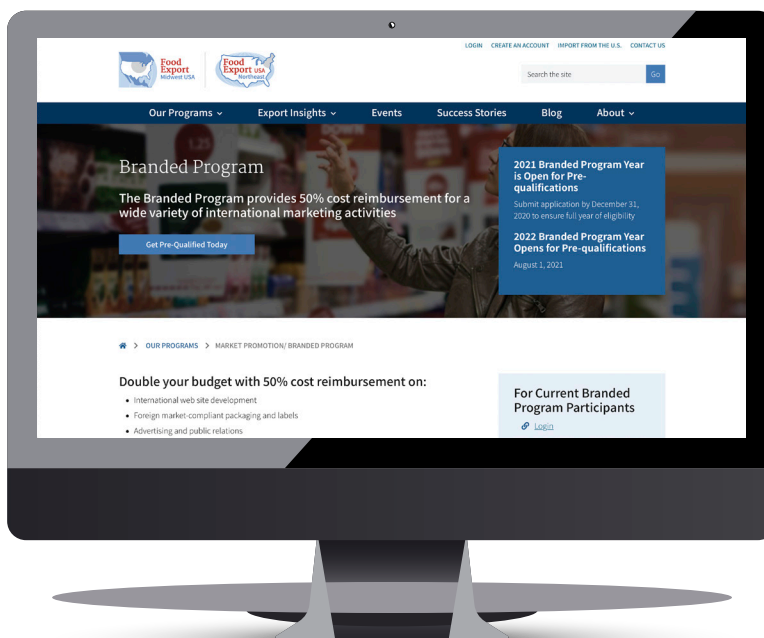 LOGIN CREATE AN ACCOUNT IMPORT FROM THE U.S. CONTACT US
Food
Export
Midwest USA
Food
Export USA
Northeast
Search the site
Go
Our Programs
Export Insights
Events
Success Stories
Blog
About
1.25
DOWN
Branded Program
The Branded Program provides 50% cost reimbursement for a
wide variety of international marketing
activities
Get Pre-Qualified Today
2021 Branded Program Year
is Open for Pre-
qualifications
Submit application by December 31,
2020 to ensure full year of eligibility
2022 Branded Program Year
Opens for Pre-qualifications
August 1, 2021
> OUR PROGRAMS > MARKET PROMOTION/ BRANDED PROGRAM
Double your budget with 50% cost reimbursement on:
• International web site development
• Foreign market-compliant packaging and labels
• Advertising and public relations
For Current Branded
Program Participants
Login